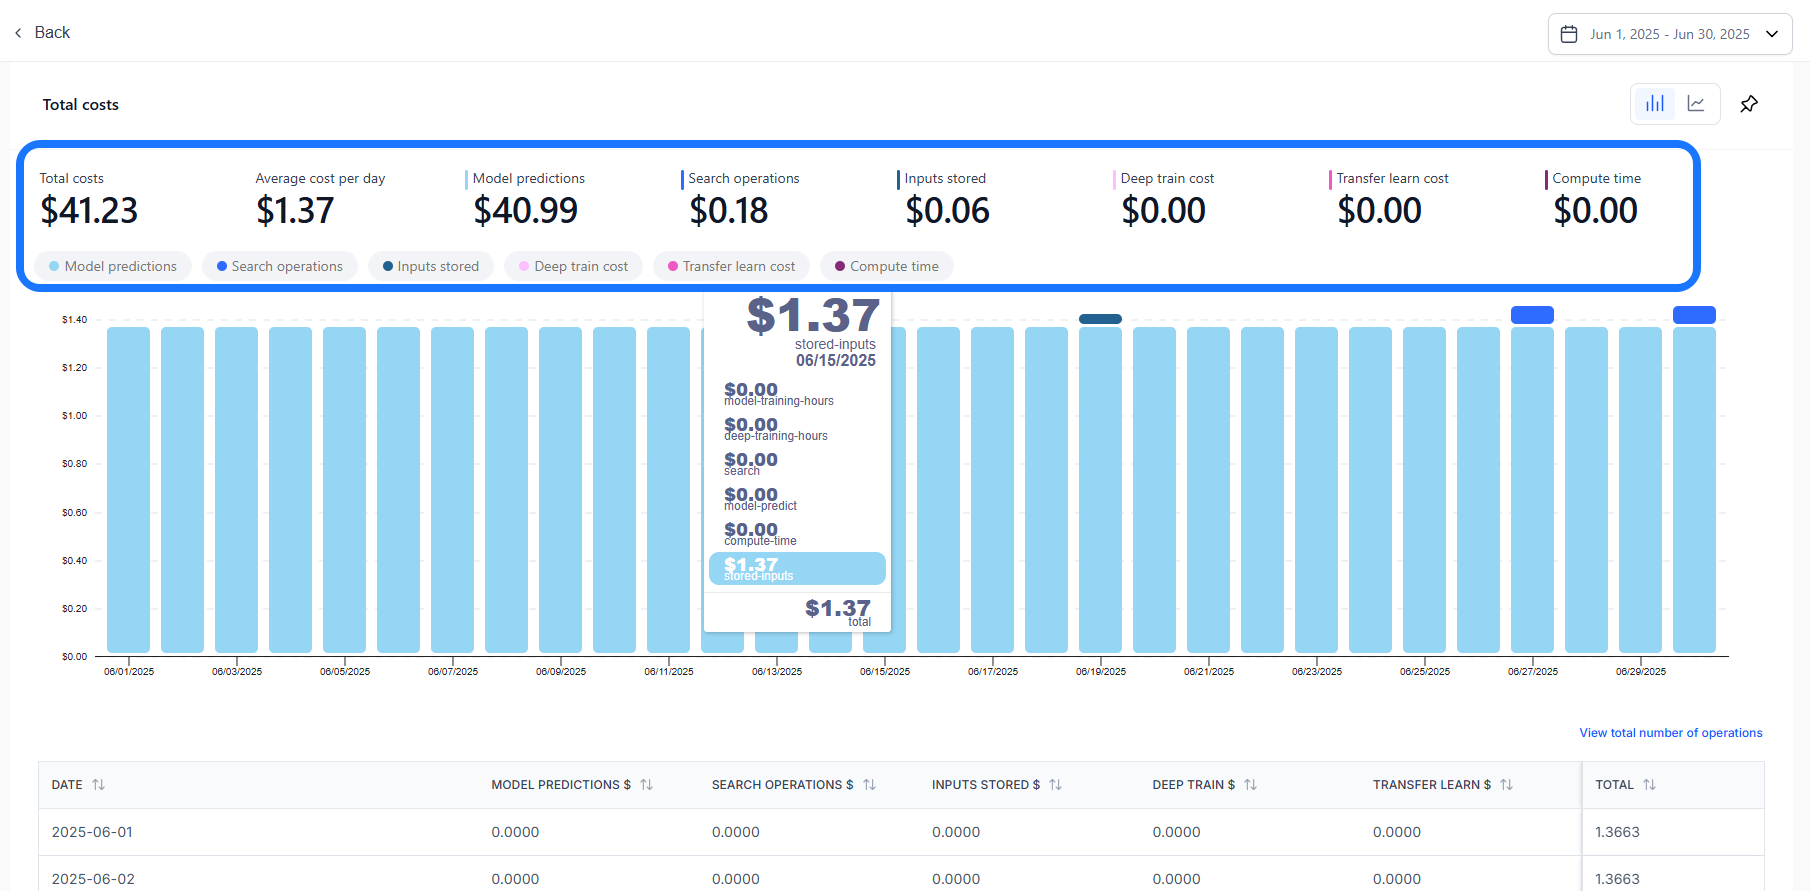 Back
Jun 1, 2025 - Jun 30, 2025
Total costs
Total costs Average cost per day Model predictions Search operations Inputs stored Deep train cost Transfer learn cost Compute time
$41.23 $1.37 $40.99 $0.18 $0.06 $0.00 $0.00 $0.00
Model predictions Search operations Inputs stored Deep train cost Transfer learn cost Compute time
$1.40
$1.20
$1.00
$0.80
$0.60
$0.40
$0.20
$0.00
$1.37
stored-inputs
06/15/2025
$0.00
model-training-hours
$0.00
deep-training-hours
$0.00
search
$0.00
model-predict
$0.00
compute-time
$1.37
stored-inputs
$1.37
total
06/01/2025 06/03/2025 06/05/2025 06/07/2025 06/09/2025 06/11/2025 06/13/2025 06/15/2025 06/17/2025 06/19/2025 06/21/2025 06/23/2025 06/25/2025 06/27/2025 06/29/2025
View total number of operations
DATE MODEL PREDICTIONS $ SEARCH OPERATIONS $ INPUTS STORED $ DEEP TRAIN $ TRANSFER LEARN $ TOTAL
2025-06-01 0.0000 0.0000 0.0000 0.0000 0.0000 1.3663
2025-06-02 0.0000 0.0000 0.0000 0.0000 0.0000 1.3663